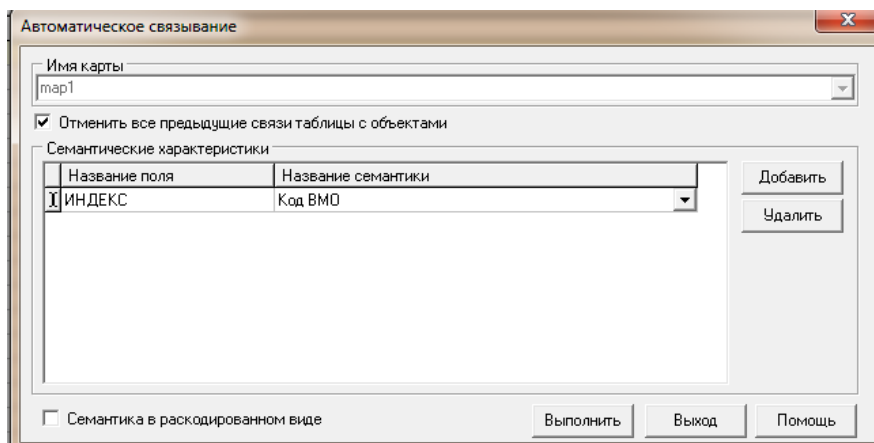 Автоматическое связывание
Имя карты
map1
Отменить все предыдущие связи таблицы с объектами
Семантические характеристики
Название поля Название семантики
ИНДЕКС Код ВМО
Добавить
Удалить
Семантика в раскодированном виде
Выполнить Выход Помощь